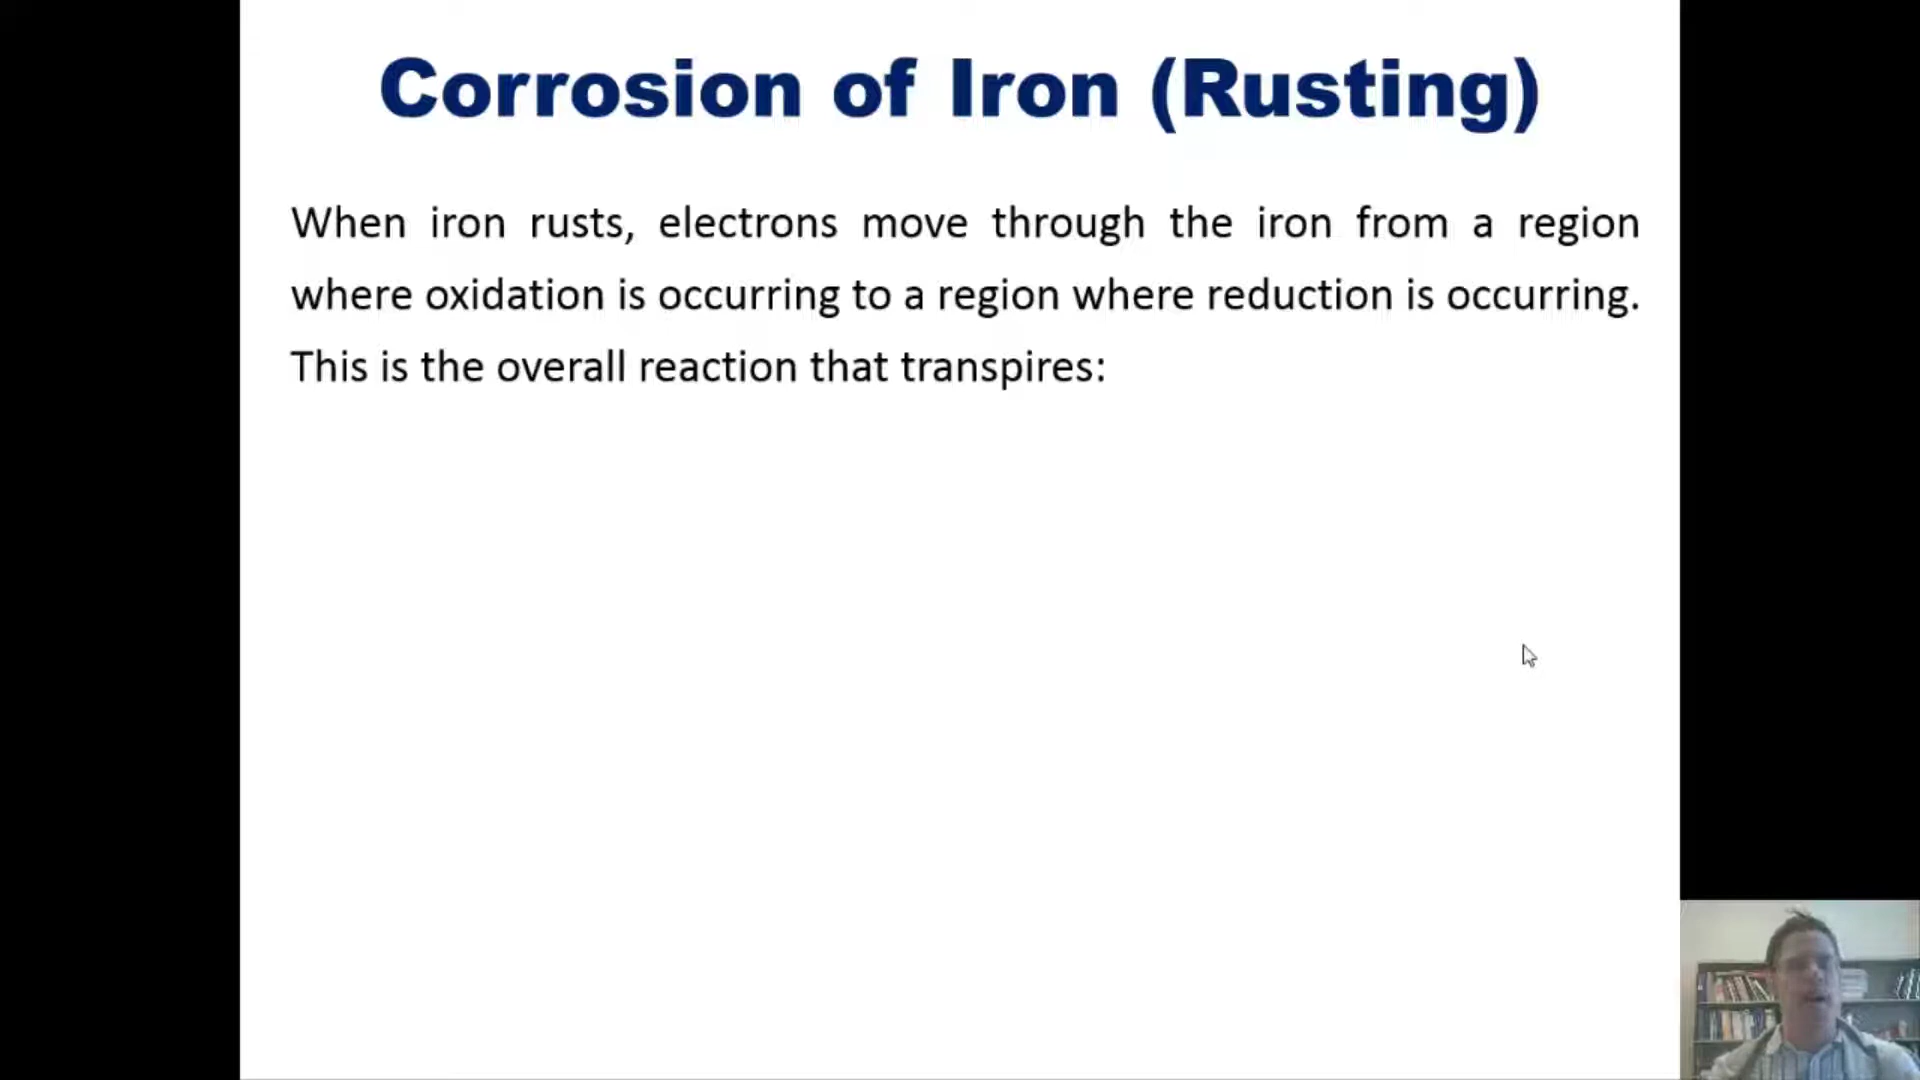 Corrosion of Iron (Rusting)
When iron rusts, electrons move through the iron from a region
where oxidation is occurring to a region where reduction is occurring.
This is the overall reaction that transpires: